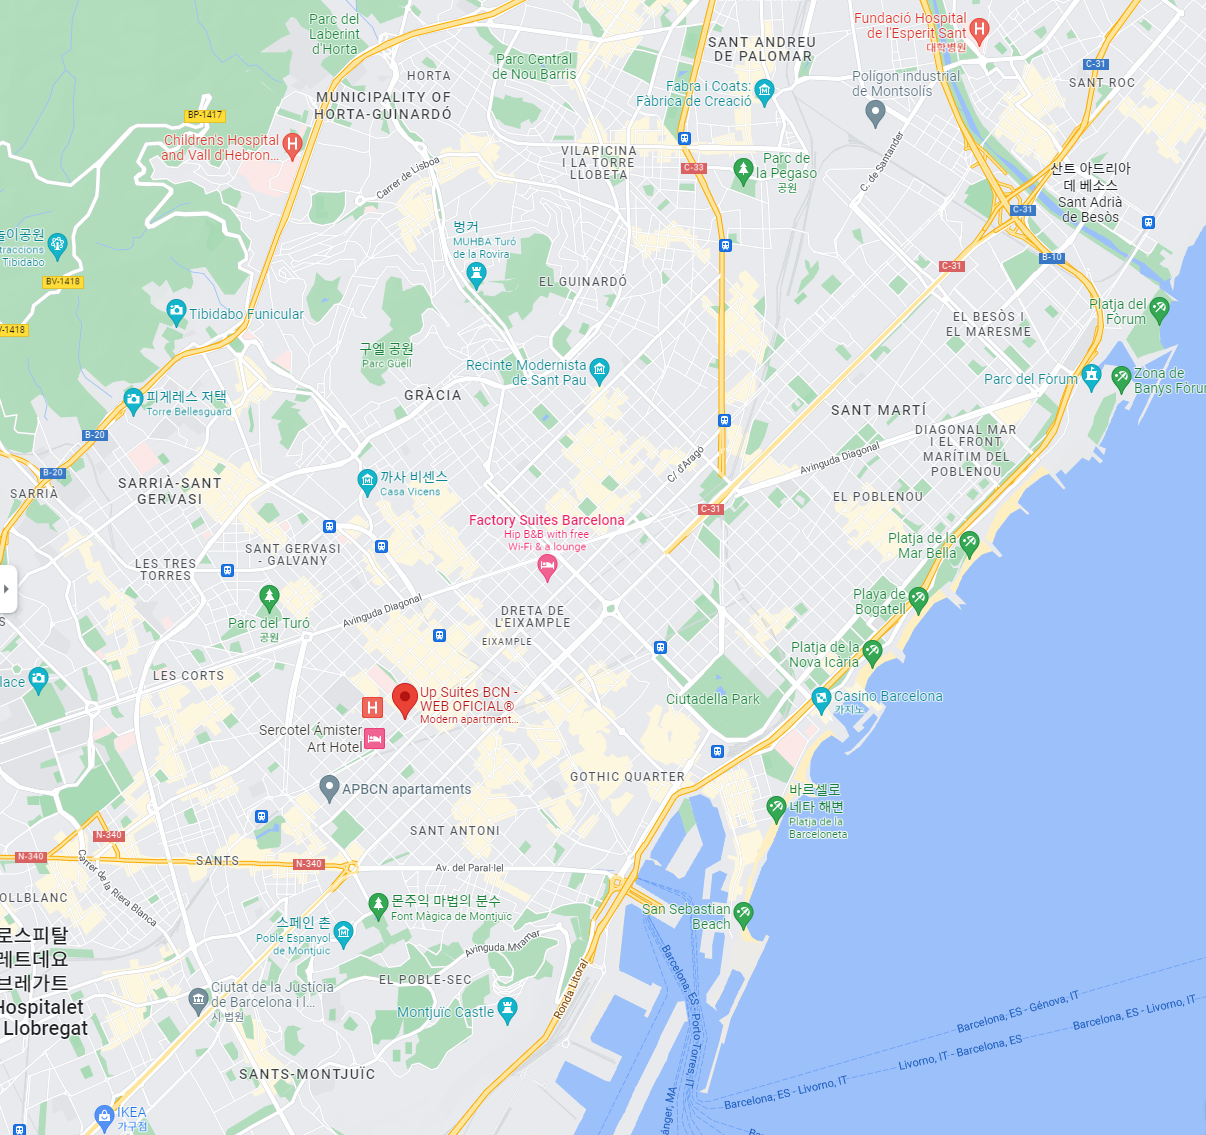 Parc del
Laberint
d'Horta
Fundació Hospital
de l'Esperit Sant
대학병원
SANT ANDREU
DE PALOMAR
Parc Central
de Nou Barris
HORTA
C-31
SANT ROC
Polígon industrial
de Montsolís
Fabra i Coats:
Fàbrica de Creació
MUNICIPALITY OF
HORTA-GUINARDÓ
BP-1417
Children's Hospital
and Vall d'Hebron...
VILAPICINA
I LA TORRE
LLOBETA
Carrer de Lisboa
C-33
Parc de
la Pegaso
공원
C. de Santander
산트 아드리아
데 베소스
Sant Adrià
de Besòs
C-31
벙커
MUHBA Turó
de la Rovira
놀이공원
traccions
Tibidabo
BV-1418
B-10
C-31
EL GUINARDÓ
Tibidabo Funicular
V-1418
Platja del
Fòrum
EL BESÒS I
EL MARESME
구엘 공원
Parc Güell
Recinte Modernista
de Sant Pau
Parc del Fòrum
Zona de
Banys Fòru
피게레스 저택
Torre Bellesguard
GRÀCIA
SANT MARTÍ
B-20
DIAGONAL MAR
I EL FRONT
MARÍTIM DEL
POBLENOU
C/ d'Aragó
Avinguda Diagonal
B-20
SARRIÀ
SARRIÀ-SANT
GERVASI
까사 비센스
Casa Vicens
EL POBLENOU
C-31
Factory Suites Barcelona
Hip B&B with free
Wi-Fi & a lounge
SANT GERVASI
- GALVANY
LES TRES
TORRES
Platja de la
Mar Bella
Playa de
Bogatell
Avinguda Diagonal
DRETA DE
L'EIXAMPLE
EIXAMPLE
Parc del Turó
공원
S
Platja de la
Nova Icària
LES CORTS
lace
Up Suites BCN -
WEB OFICIAL®
Modern apartment...
H
Ciutadella Park
Casino Barcelona
카지노
Sercotel Ámister
Art Hotel
GOTHIC QUARTER
APBCN apartaments
바르셀로
네타 해변
Platja de la
Barceloneta
SANT ANTONI
N-340
N-340
SANTS
N-340
Av. del Paral·lel
Carrer de la Riera Blanca
OLLBLANC
몬주익 마법의 분수
Font Màgica de Montjuïc
San Sebastian
Beach
스페인 촌
Poble Espanyol
de Montjuïc
로스피탈
레트데요
브레가트
Hospitalet
Llobregat
Avinguda Miramar
EL POBLE-SEC
Ciutat de la Justícia
de Barcelona i l...
시 법원
Montjuïc Castle
Ronda Litoral
Barcelona, ES - Porto Torres, IT
Barcelona, ES - Génova, IT
Barcelona, ES - Livorno, IT
Livorno, IT - Barcelona, ES
SANTS-MONTJUÏC
Barcelona, ES - Livorno, IT
ánger, MA
IKEA
가구점